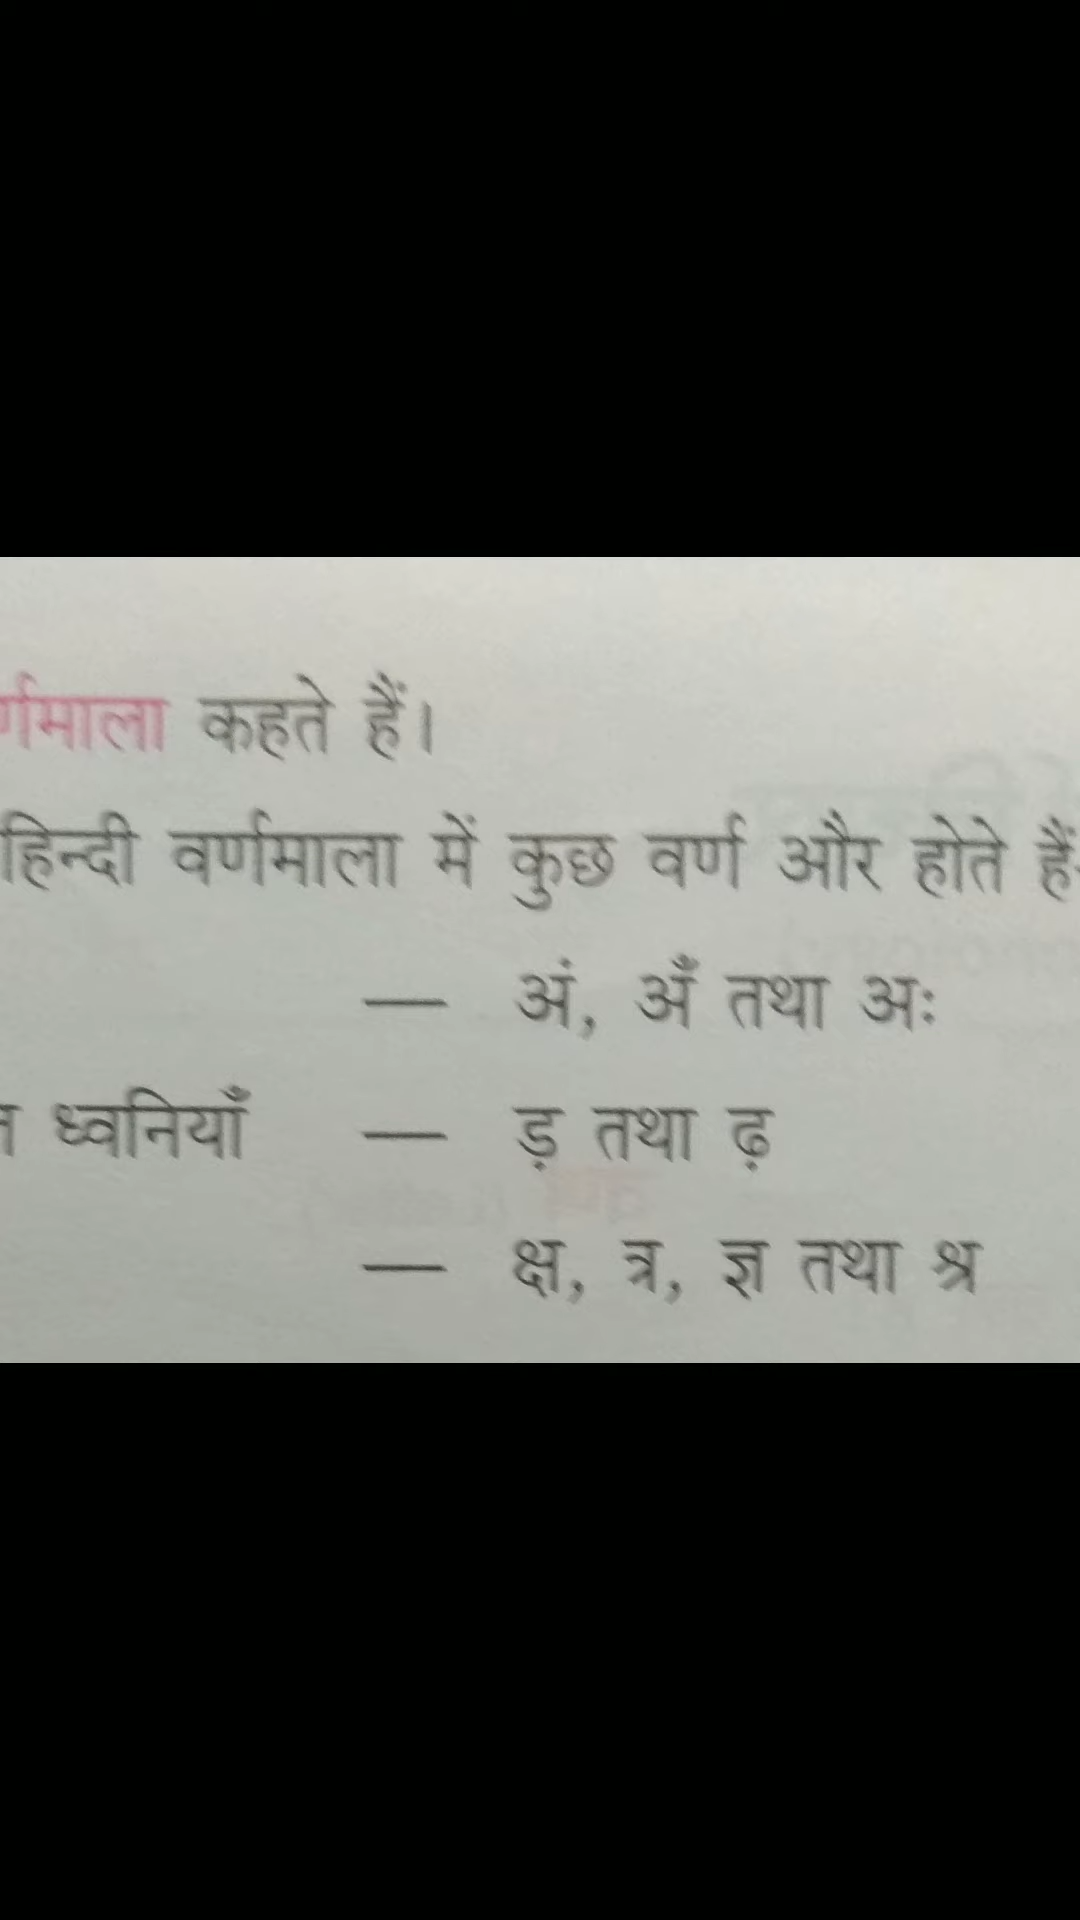 र्णमाला कहते हैं।
हिन्दी वर्णमाला में कुछ वर्ण और होते हैं-
— अं, अँ तथा अः
ध्वनियाँ — ड़ तथा ढ़
— क्ष, त्र, ज्ञ तथा श्र